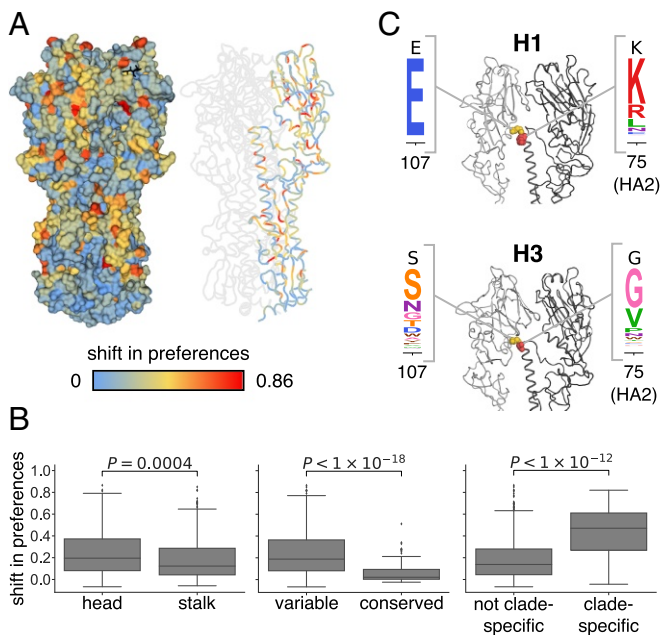 A
shift in preferences
0 0.86
C
H1
E
E
107
K
K
R
L
75
(HA2)
H3
S
S
N
G
T
D
107
G
G
V
75
(HA2)
B
shift in preferences
1.0
0.8
0.6
0.4
0.2
0.0
P = 0.0004
head stalk
P < 1 × 10⁻¹⁸
variable conserved
P < 1 × 10⁻¹²
not clade- clade-
specific specific